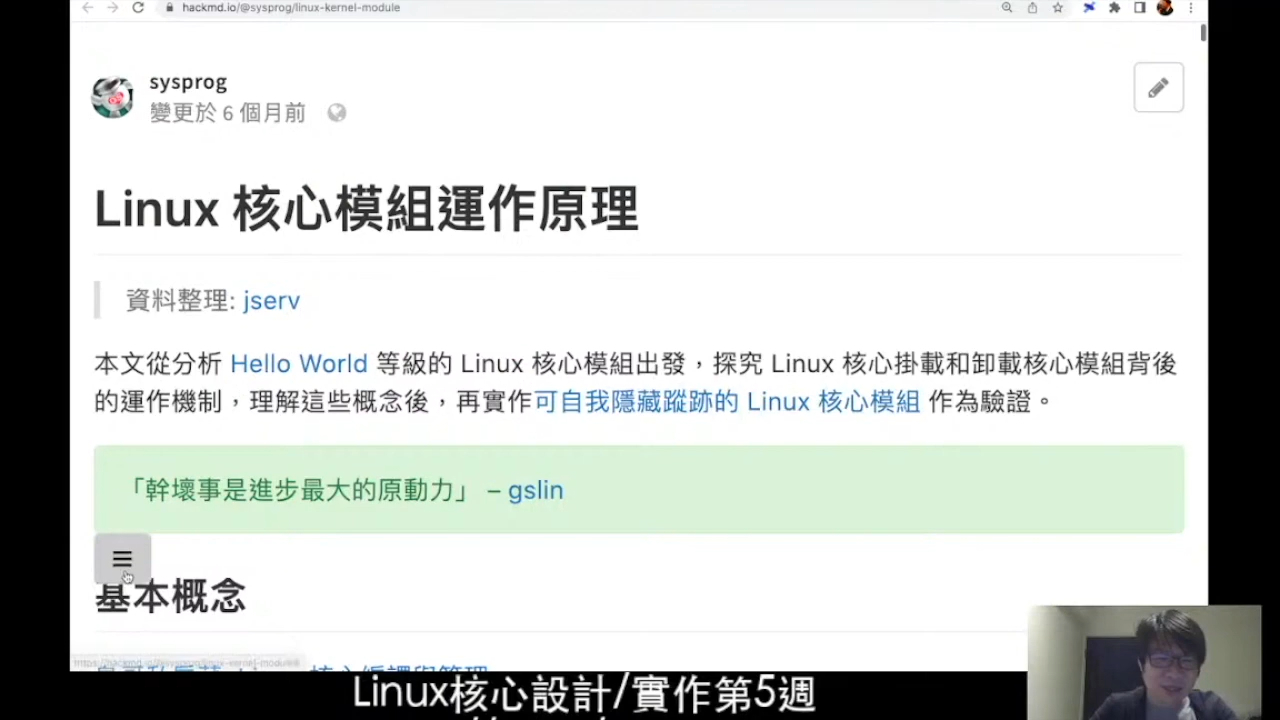 hackmd.io/@sysprog/linux-kernel-module
sysprog
變更於 6 個月前
Linux 核心模組運作原理
資料整理: jserv
本文從分析 Hello World 等級的 Linux 核心模組出發，探究 Linux 核心掛載和卸載核心模組背後
的運作機制，理解這些概念後，再實作可自我隱藏蹤跡的 Linux 核心模組 作為驗證。
「幹壞事是進步最大的原動力」 – gslin
基本概念
Linux核心設計/實作第5週